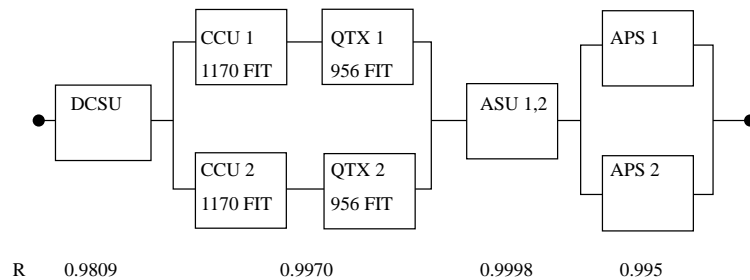 CCU 1
1170 FIT
QTX 1
956 FIT
APS 1
DCSU
ASU 1,2
CCU 2
1170 FIT
QTX 2
956 FIT
APS 2
R 0.9809 0.9970 0.9998 0.995